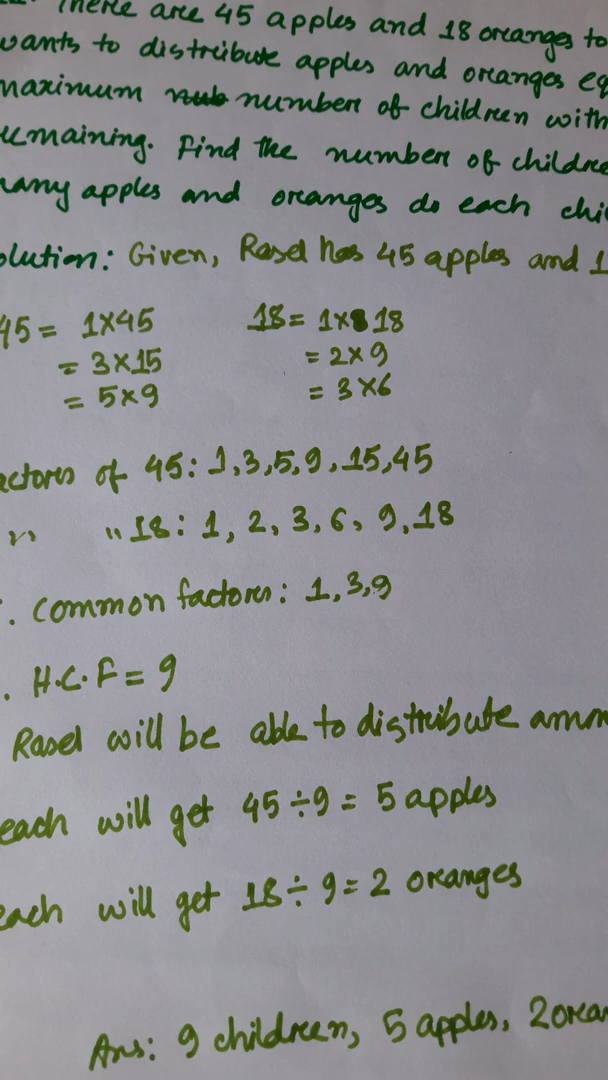 There are 45 apples and 18 oranges to
wants to distribute apples and oranges eq
maximum nub number of children with
emaining. Find the number of childre
many apples and oranges do each chi
olution: Given, Rasel has 45 apples and 1
45 = 1×45 18 = 1×18
= 3×15 = 2×9
= 5×9 = 3×6
actors of 45: 1,3,5,9,15,45
" " 18: 1, 2, 3, 6, 9, 18
. common factors: 1,3,9
. H.C.F = 9
Rasel will be able to distribute amon
each will get 45÷9 = 5 apples
each will get 18÷9 = 2 oranges
Ans: 9 children, 5 apples, 2 oran